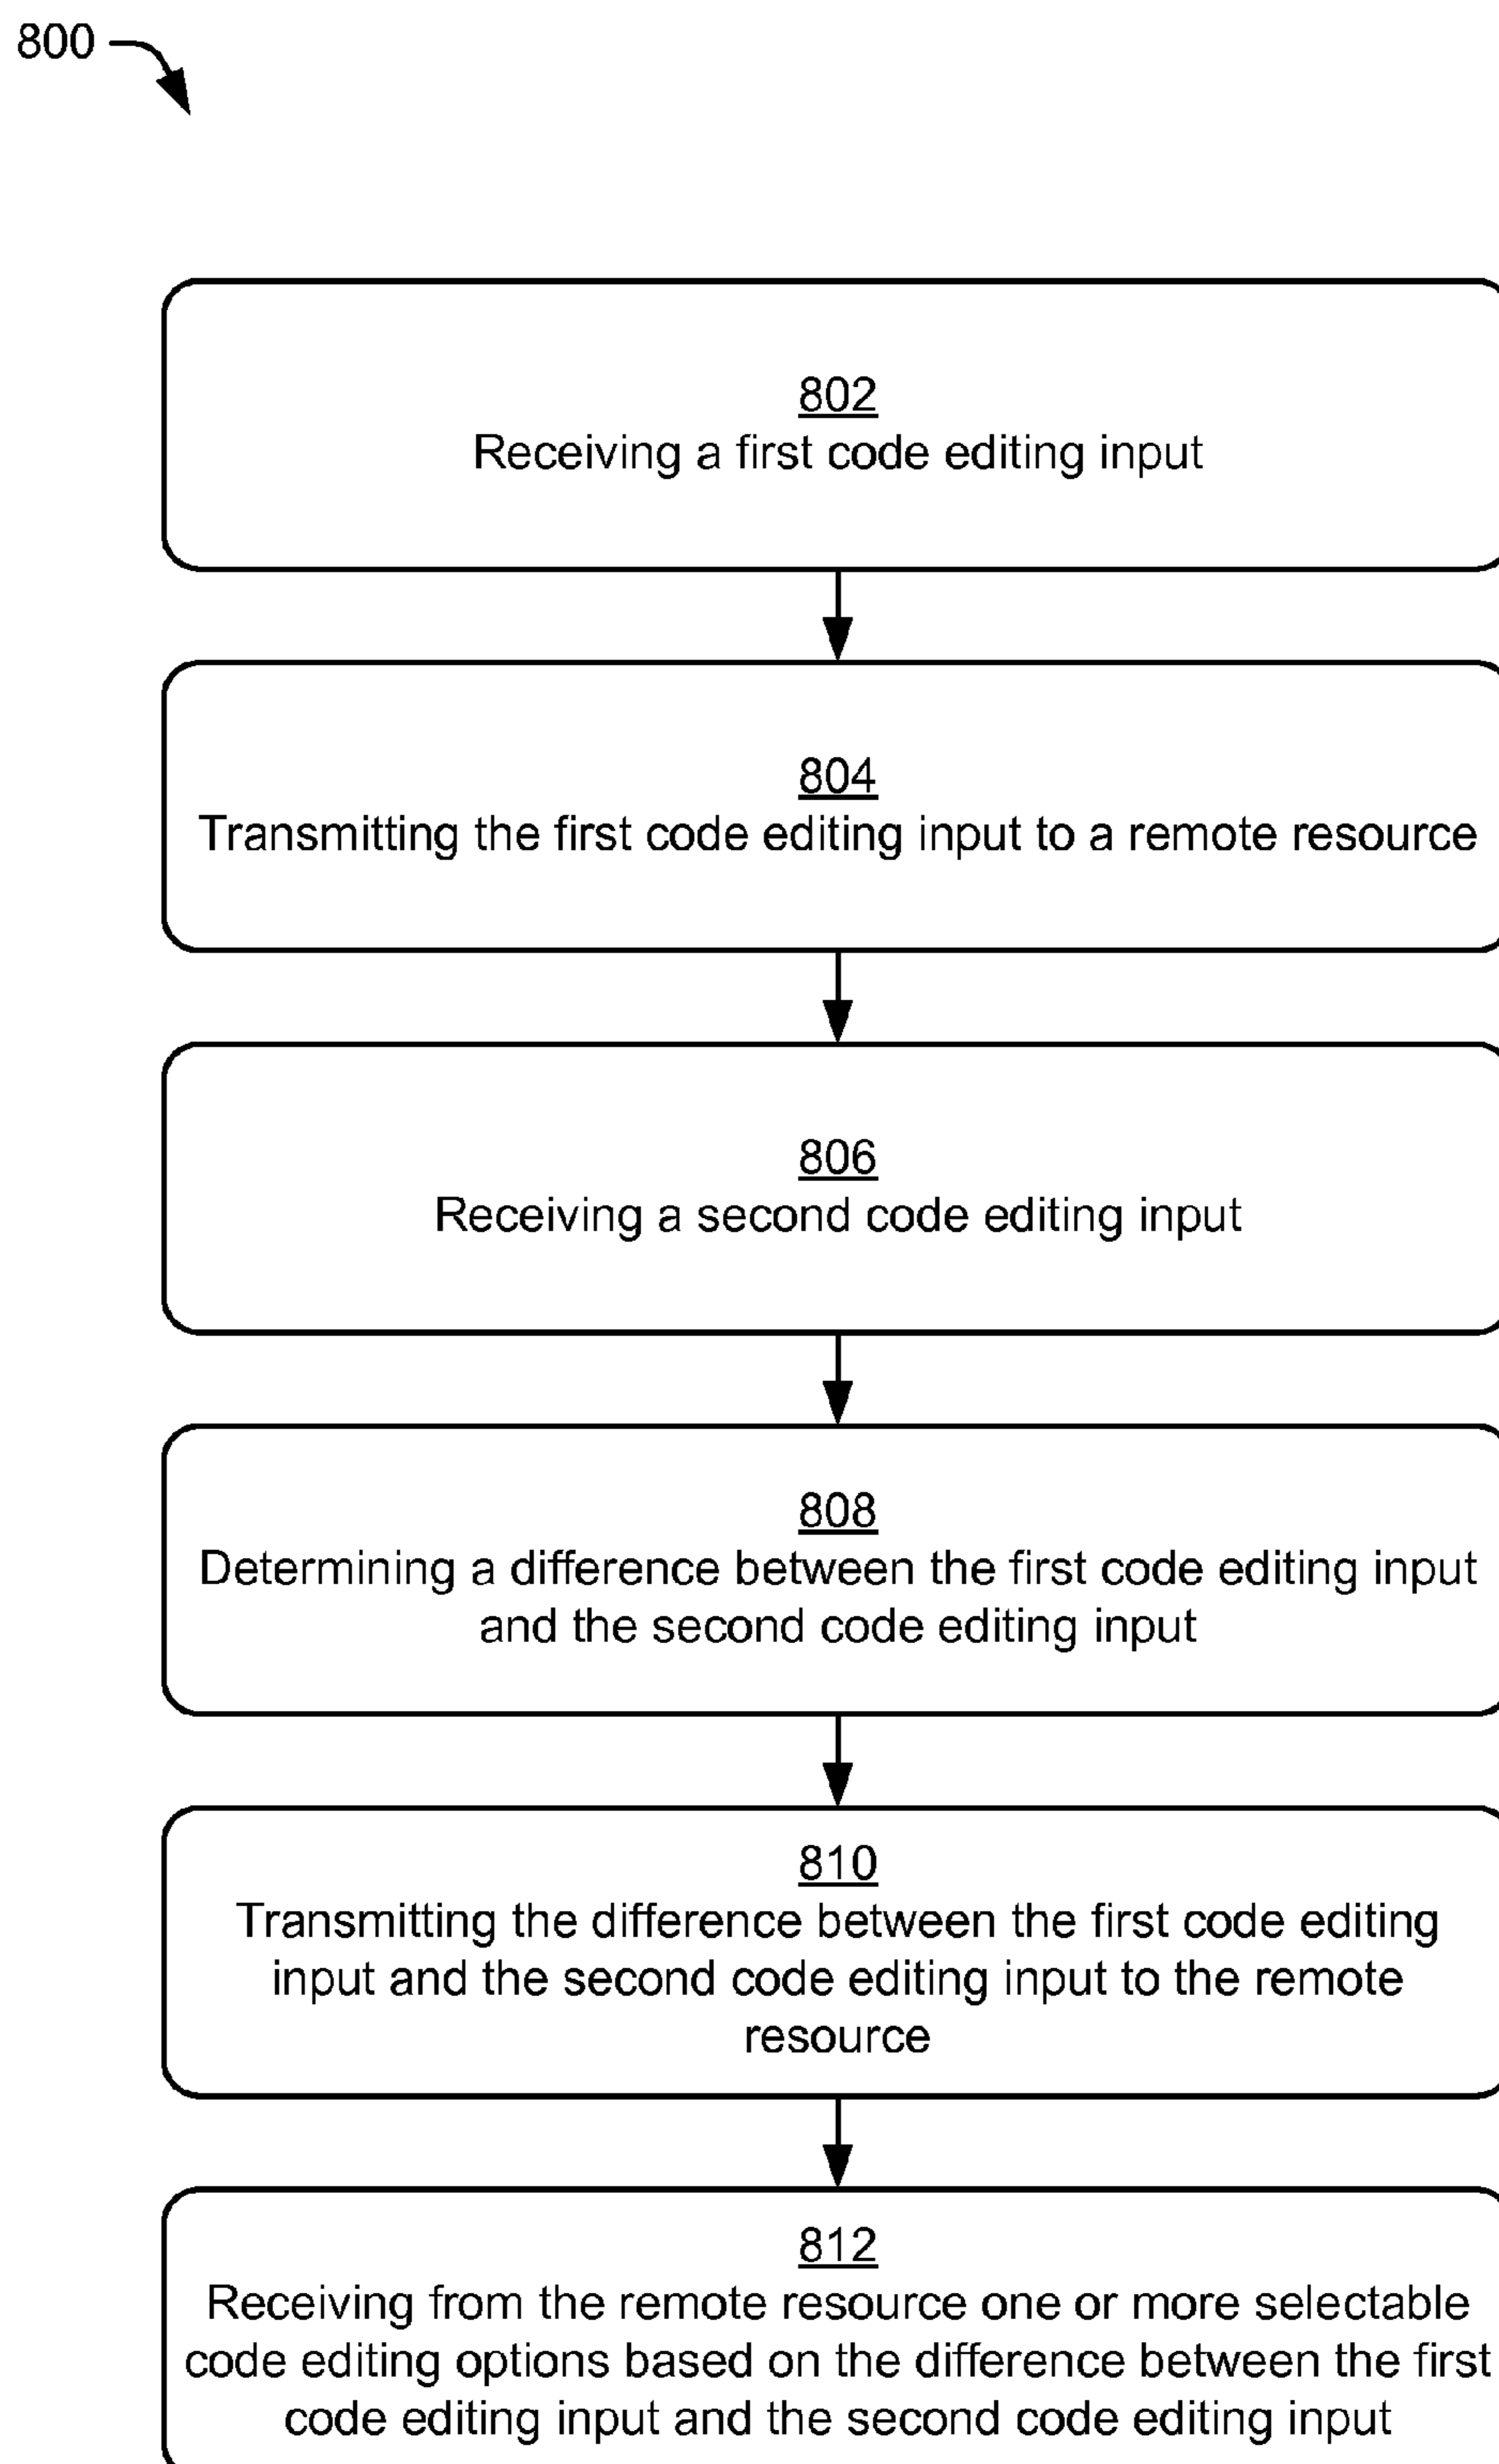 800
802
Receiving a first code editing input
804
Transmitting the first code editing input to a remote resource
806
Receiving a second code editing input
808
Determining a difference between the first code editing input
and the second code editing input
810
Transmitting the difference between the first code editing
input and the second code editing input to the remote
resource
812
Receiving from the remote resource one or more selectable
code editing options based on the difference between the first
code editing input and the second code editing input